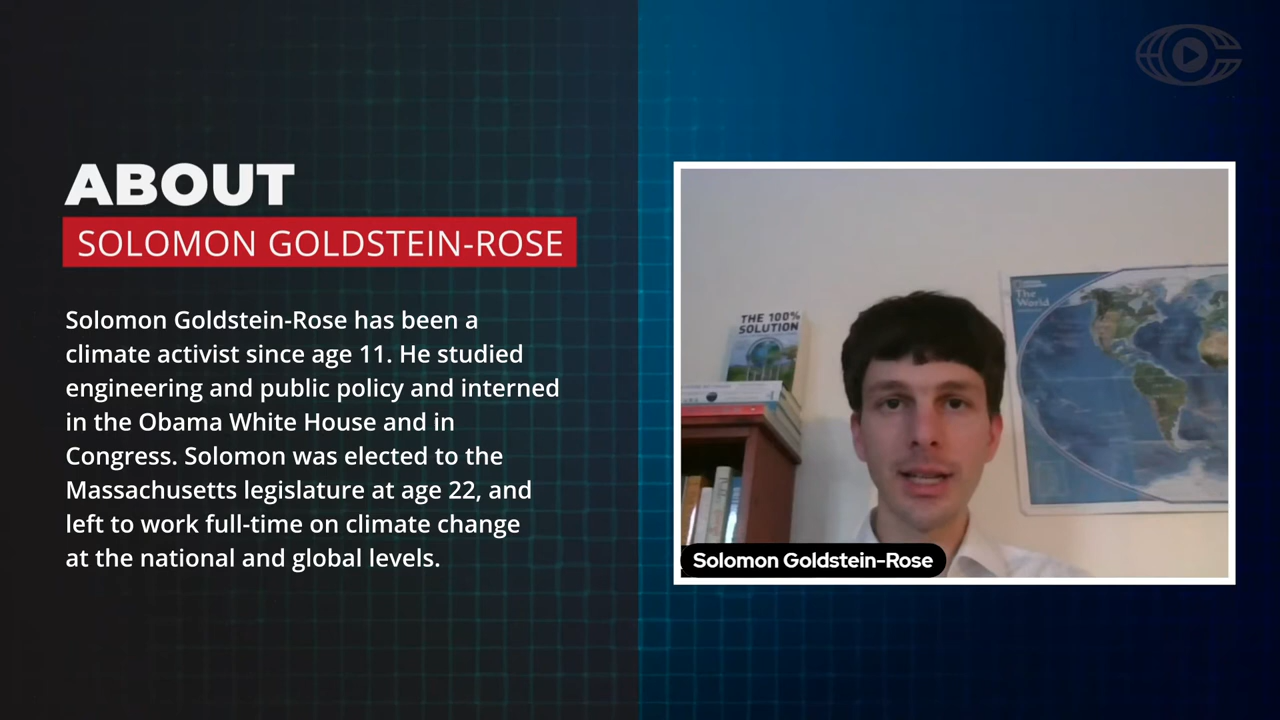 ABOUT
SOLOMON GOLDSTEIN-ROSE
Solomon Goldstein-Rose has been a
climate activist since age 11. He studied
engineering and public policy and interned
in the Obama White House and in
Congress. Solomon was elected to the
Massachusetts legislature at age 22, and
left to work full-time on climate change
at the national and global levels.
THE 100%
SOLUTION
The World
Solomon Goldstein-Rose